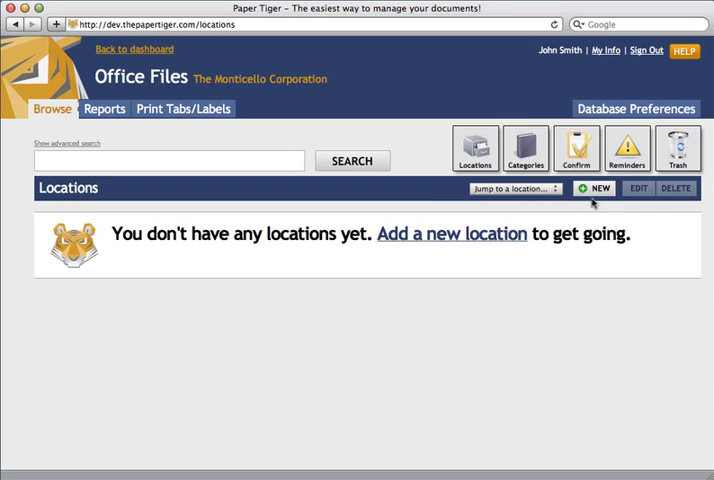 Paper Tiger – The easiest way to manage your documents!
http://dev.thepapertiger.com/locations
Google
Back to dashboard
John Smith | My Info | Sign Out HELP
Office Files The Monticello Corporation
Browse Reports Print Tabs/Labels Database Preferences
Show advanced search
SEARCH
Locations Categories Confirm Reminders Trash
Locations Jump to a location... NEW EDIT DELETE
You don't have any locations yet. Add a new location to get going.